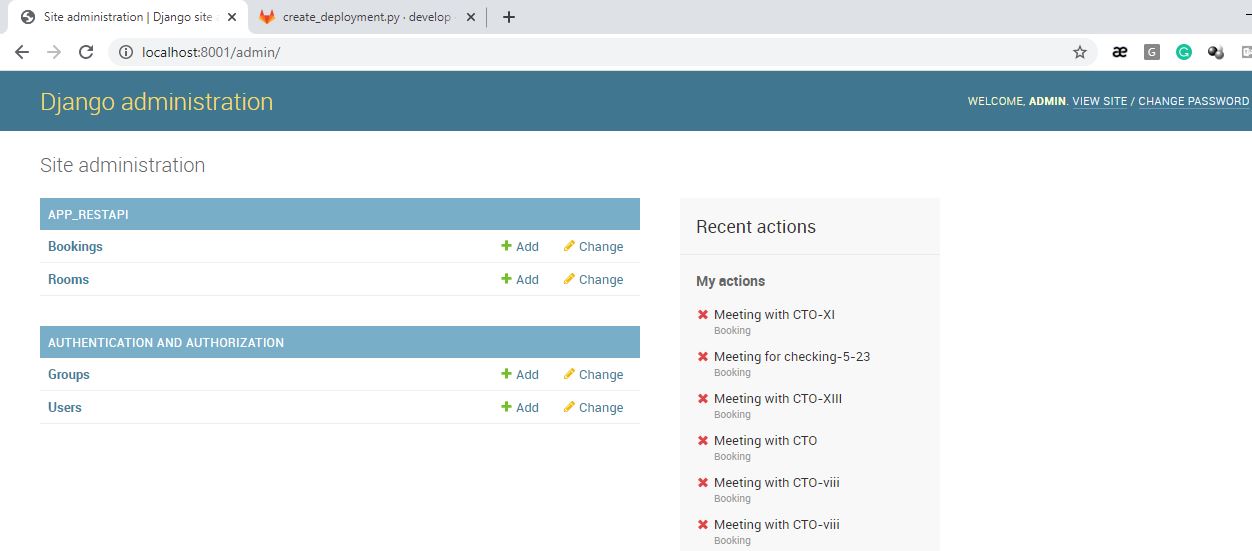 Site administration | Django site
create_deployment.py · develop
localhost:8001/admin/
Django administration
WELCOME, ADMIN. VIEW SITE / CHANGE PASSWORD
Site administration
APP_RESTAPI
Bookings Add Change
Rooms Add Change
AUTHENTICATION AND AUTHORIZATION
Groups Add Change
Users Add Change
Recent actions
My actions
Meeting with CTO-XI
Booking
Meeting for checking-5-23
Booking
Meeting with CTO-XIII
Booking
Meeting with CTO
Booking
Meeting with CTO-viii
Booking
Meeting with CTO-viii
Booking